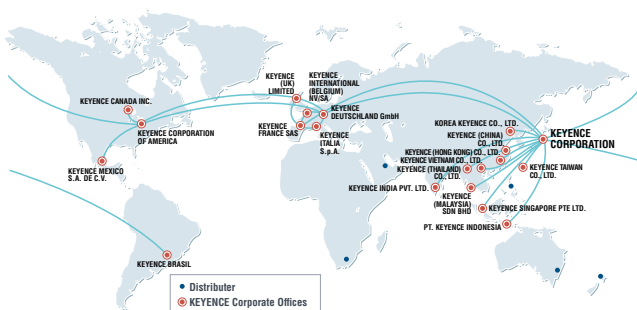 KEYENCE
(UK)
LIMITED
KEYENCE
INTERNATIONAL
(BELGIUM)
NV/SA
KEYENCE
DEUTSCHLAND GmbH
KEYENCE CANADA INC.
KEYENCE CORPORATION
OF AMERICA
KEYENCE
FRANCE SAS
KEYENCE
ITALIA
S.p.A.
KEYENCE MEXICO
S.A. DE C.V.
KOREA KEYENCE CO., LTD.
KEYENCE (CHINA)
CO., LTD.
KEYENCE
CORPORATION
KEYENCE (HONG KONG) CO., LTD.
KEYENCE VIETNAM CO., LTD.
KEYENCE (THAILAND)
CO., LTD.
KEYENCE TAIWAN
CO., LTD.
KEYENCE INDIA PVT. LTD.
KEYENCE
(MALAYSIA)
SDN BHD
KEYENCE SINGAPORE PTE LTD.
PT. KEYENCE INDONESIA
KEYENCE BRASIL
Distributer
KEYENCE Corporate Offices